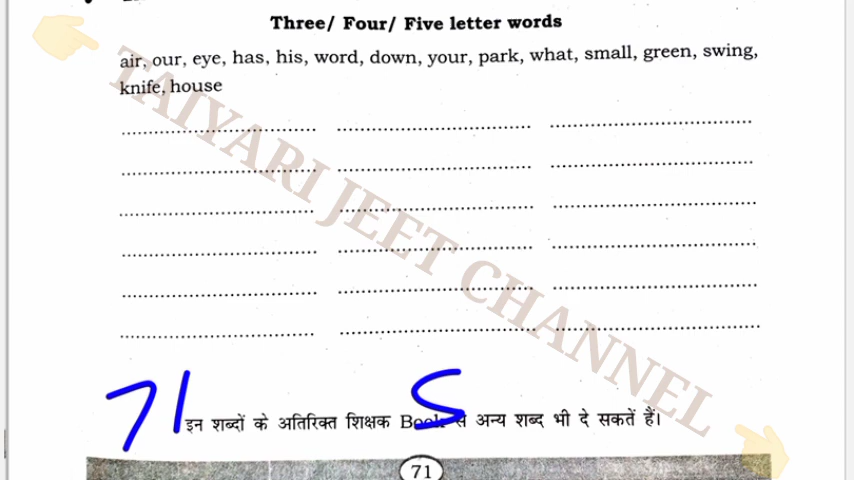 Three/ Four/ Five letter words
air, our, eye, has, his, word, down, your, park, what, small, green, swing,
knife, house
TAIYARI JEET CHANNEL
71 S
इन शब्दों के अतिरिक्त शिक्षक Book से अन्य शब्द भी दे सकतें हैं।
71